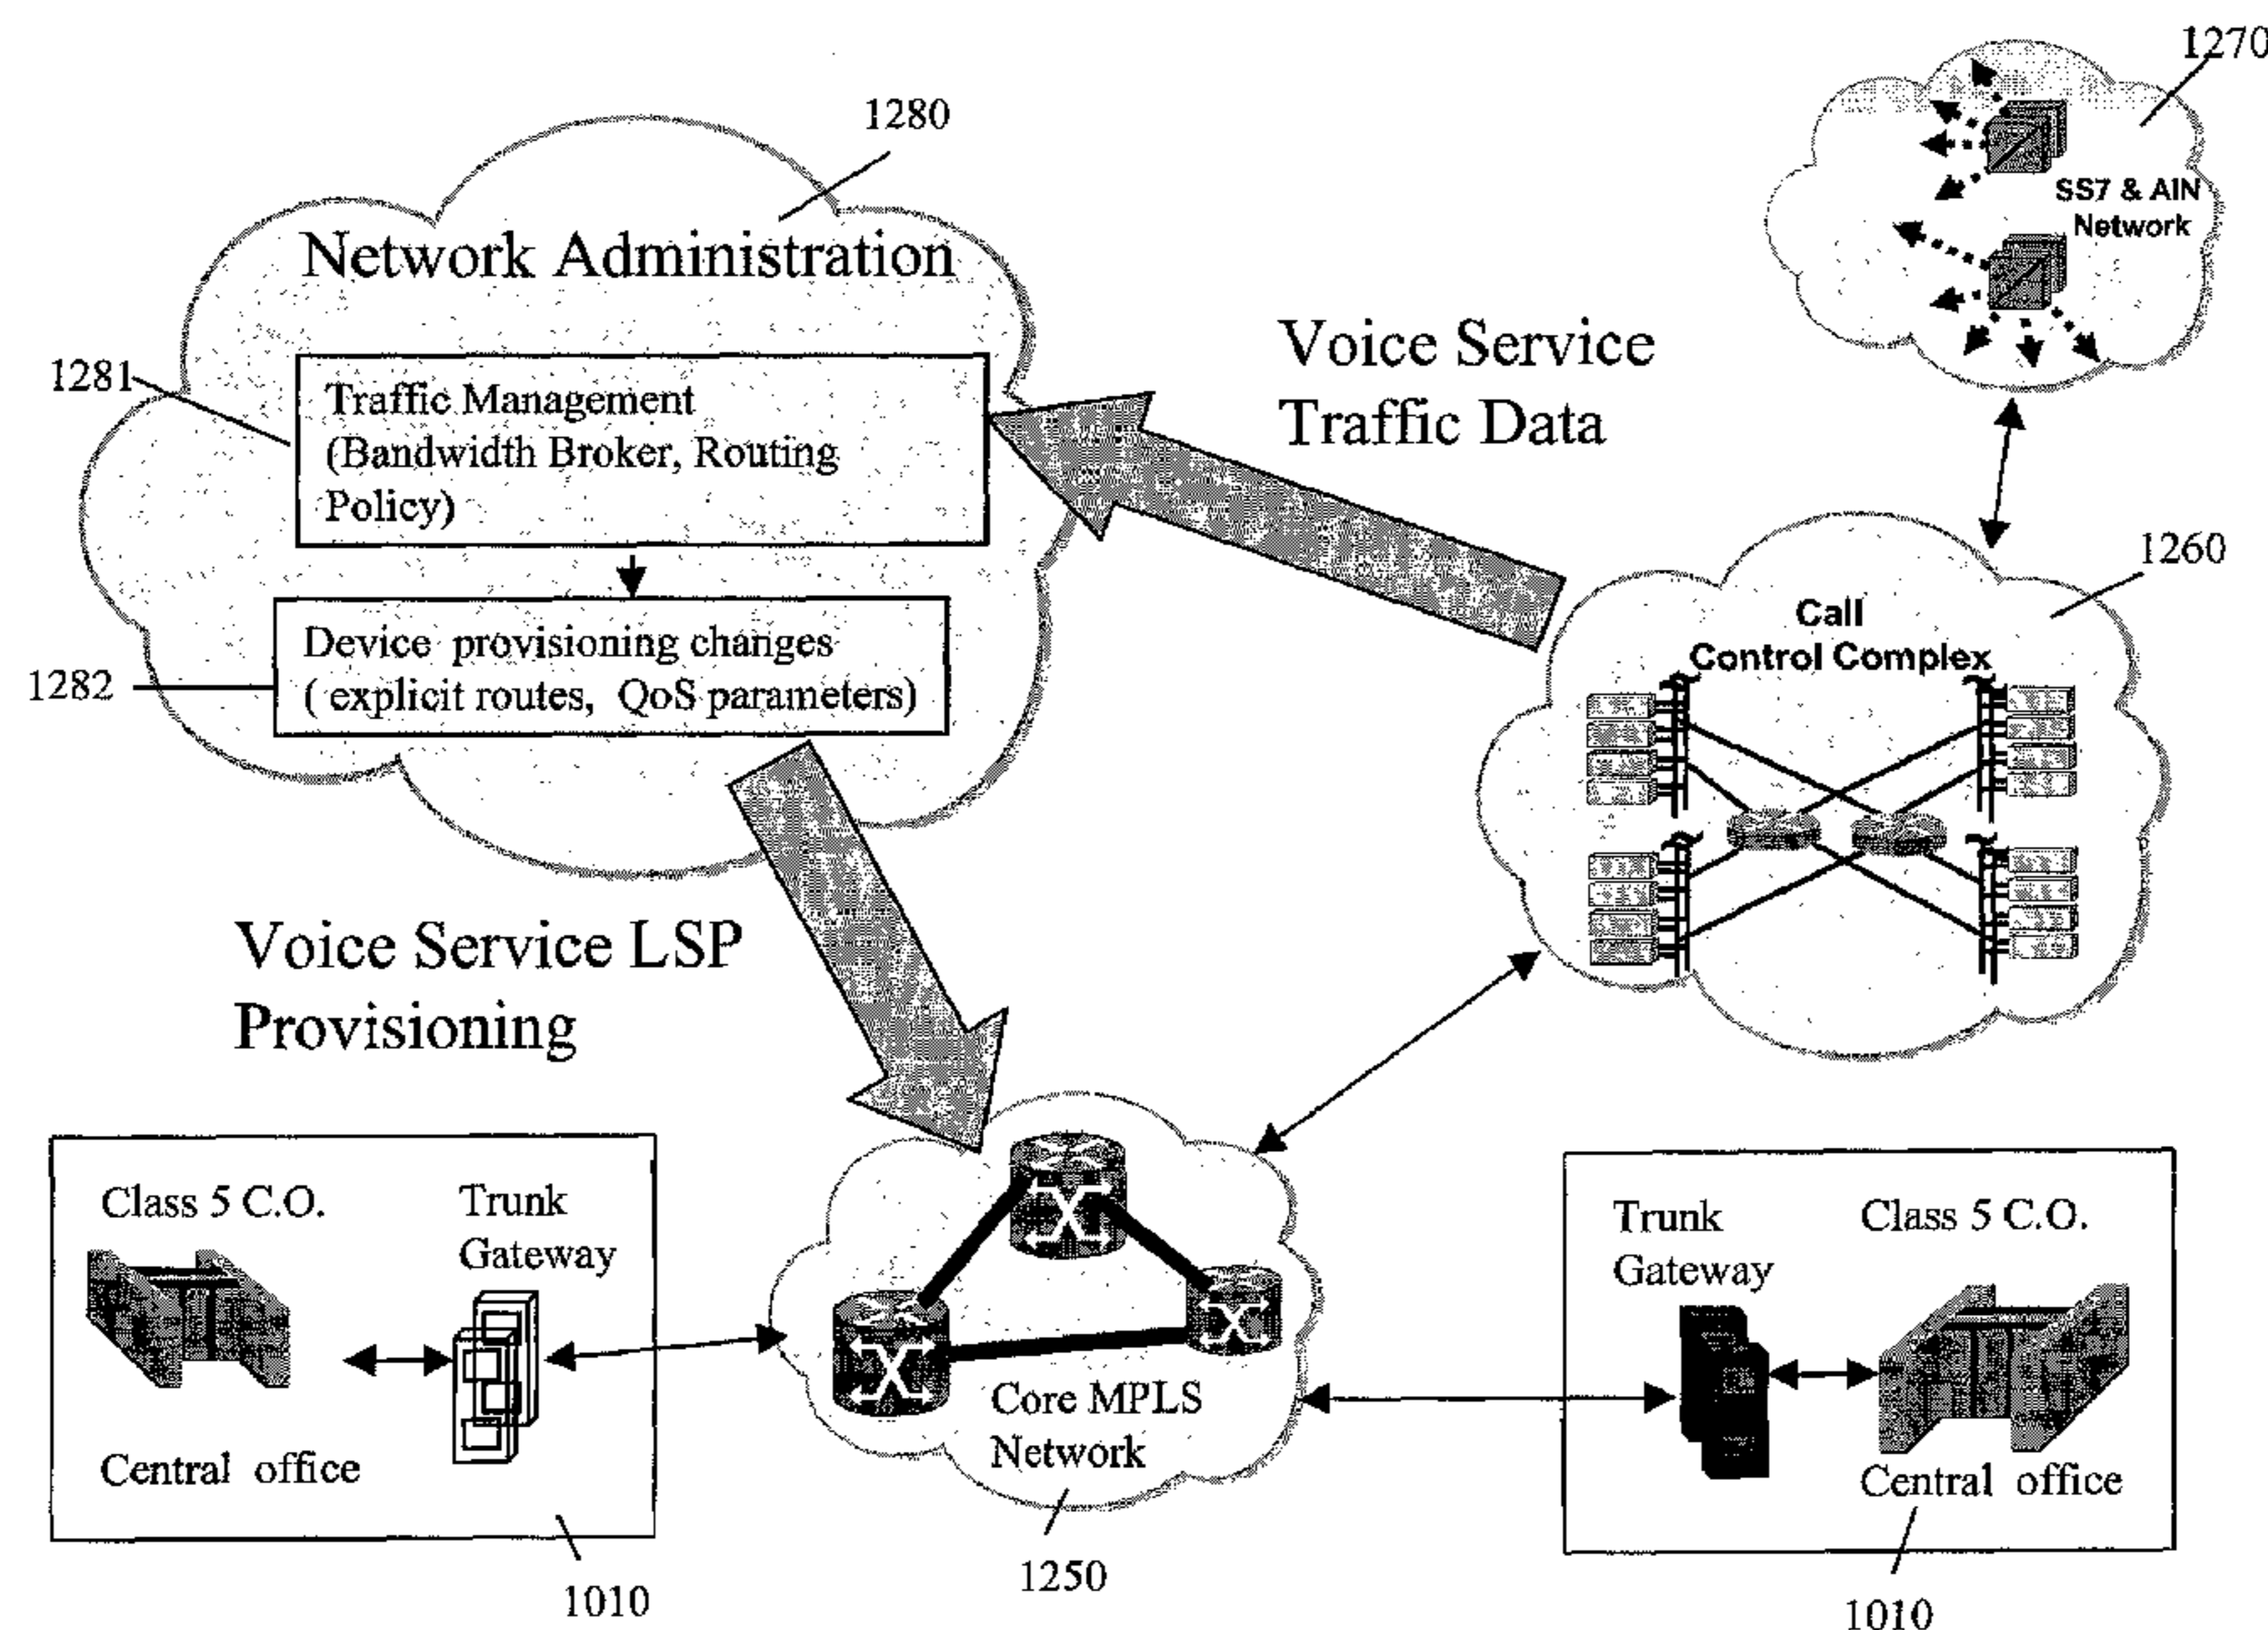 1270
1280
SS7 & AIN
Network
Network Administration
Voice Service
Traffic Data
1281
Traffic Management
(Bandwidth Broker, Routing
Policy)
1260
Call
Control Complex
1282
Device provisioning changes
( explicit routes, QoS parameters)
Voice Service LSP
Provisioning
Class 5 C.O.
Trunk
Gateway
Central office
1010
Core MPLS
Network
1250
Trunk
Gateway
Class 5 C.O.
Central office
1010